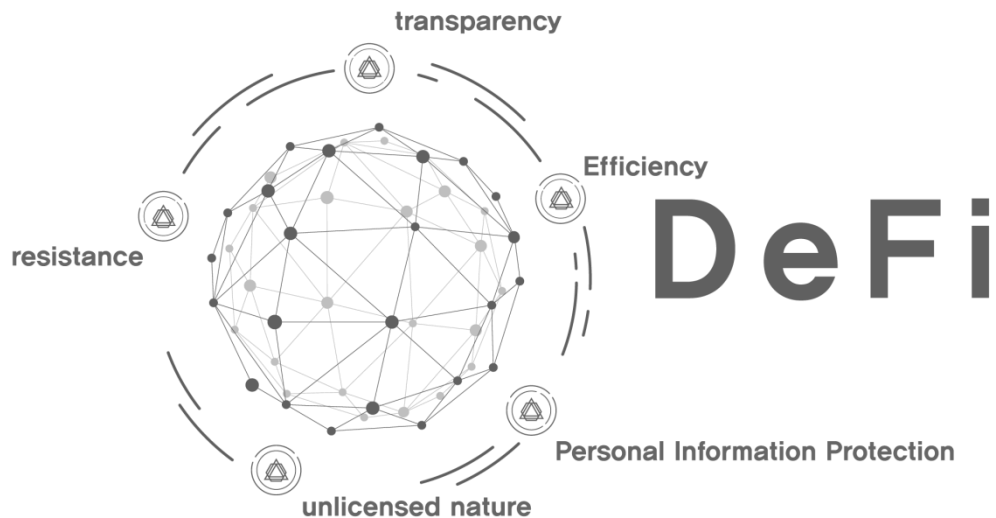 transparency
Efficiency
DeFi
resistance
Personal Information Protection
unlicensed nature